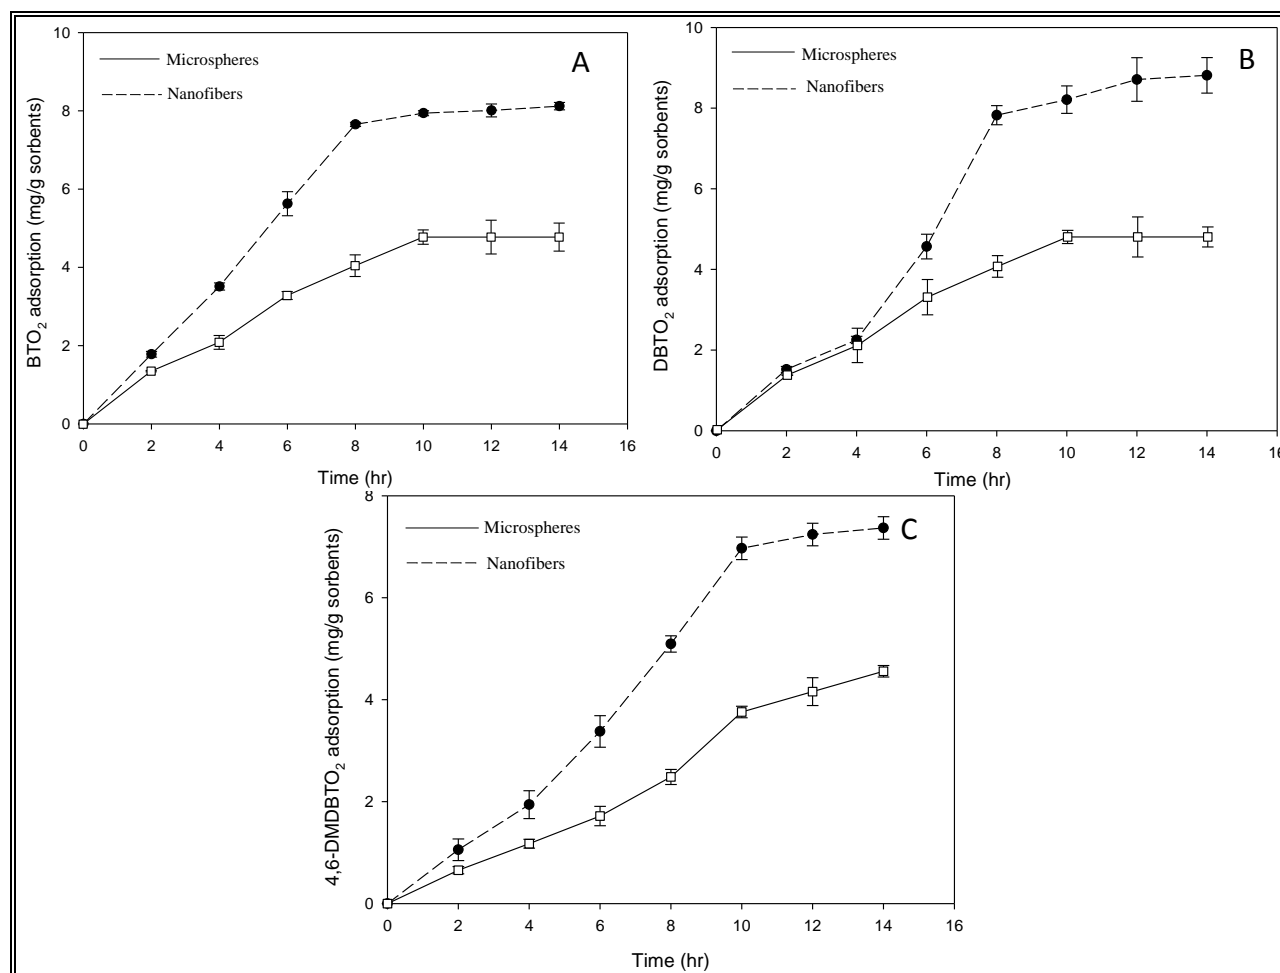 A
Microspheres
Nanofibers
BTO2 adsorption (mg/g sorbents)
10
8
6
4
2
0
0 2 4 6 8 10 12 14 16
Time (hr)
B
Microspheres
Nanofibers
DBTO2 adsorption (mg/g sorbents)
10
8
6
4
2
0
0 2 4 6 8 10 12 14 16
Time (hr)
C
Microspheres
Nanofibers
4,6-DMDBTO2 adsorption (mg/g sorbents)
8
6
4
2
0
0 2 4 6 8 10 12 14 16
Time (hr)